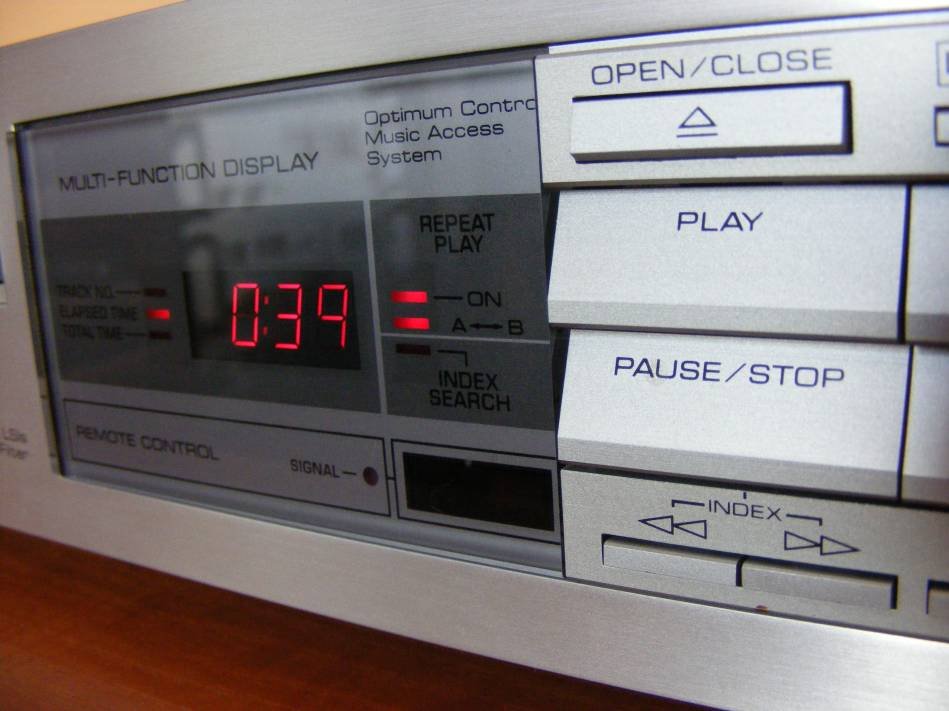 MULTI-FUNCTION DISPLAY
Optimum Contro
Music Access
System
TRACK NO.
ELAPSED TIME
TOTAL TIME
0:39
REPEAT
PLAY
ON
A B
INDEX
SEARCH
REMOTE CONTROL
SIGNAL
LSIs
OPEN/CLOSE
PLAY
PAUSE/STOP
INDEX